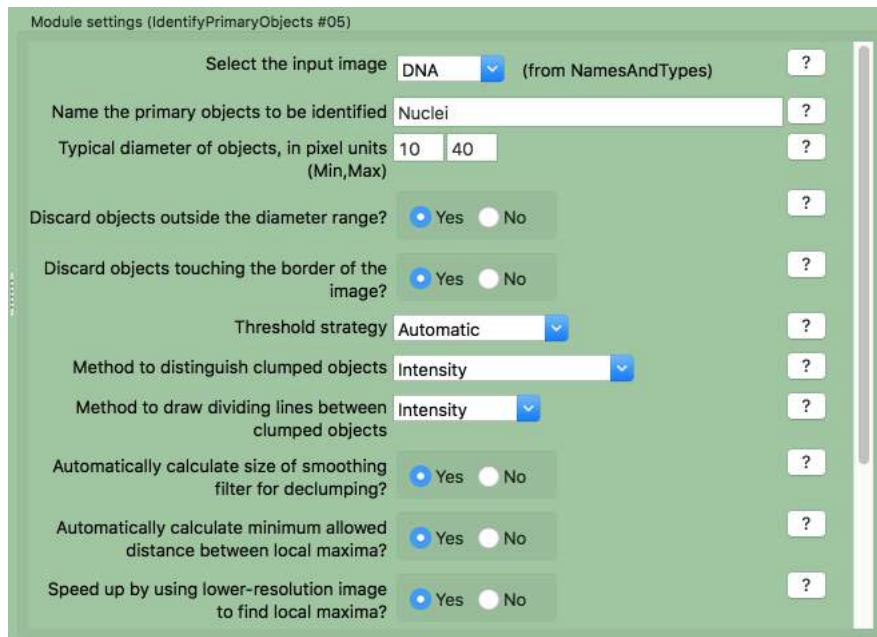 Module settings (IdentifyPrimaryObjects #05)
Select the input image DNA (from NamesAndTypes) ?
Name the primary objects to be identified Nuclei ?
Typical diameter of objects, in pixel units 10 40 ?
(Min,Max)
Discard objects outside the diameter range? Yes No ?
Discard objects touching the border of the
image? Yes No ?
Threshold strategy Automatic ?
Method to distinguish clumped objects Intensity ?
Method to draw dividing lines between
clumped objects Intensity ?
Automatically calculate size of smoothing
filter for declumping? Yes No ?
Automatically calculate minimum allowed
distance between local maxima? Yes No ?
Speed up by using lower-resolution image
to find local maxima? Yes No ?